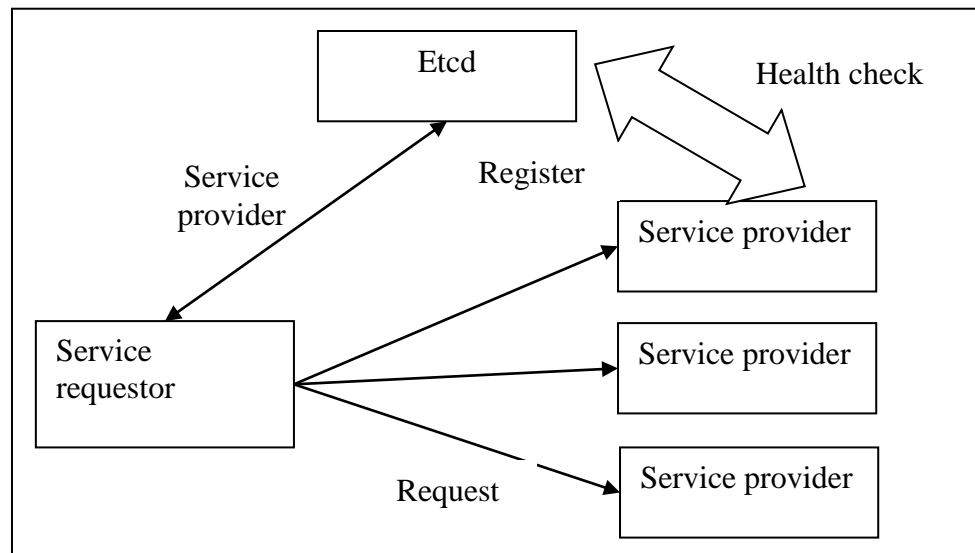 Etcd
Health check
Service
provider
Register
Service provider
Service
requestor
Service provider
Service provider
Request